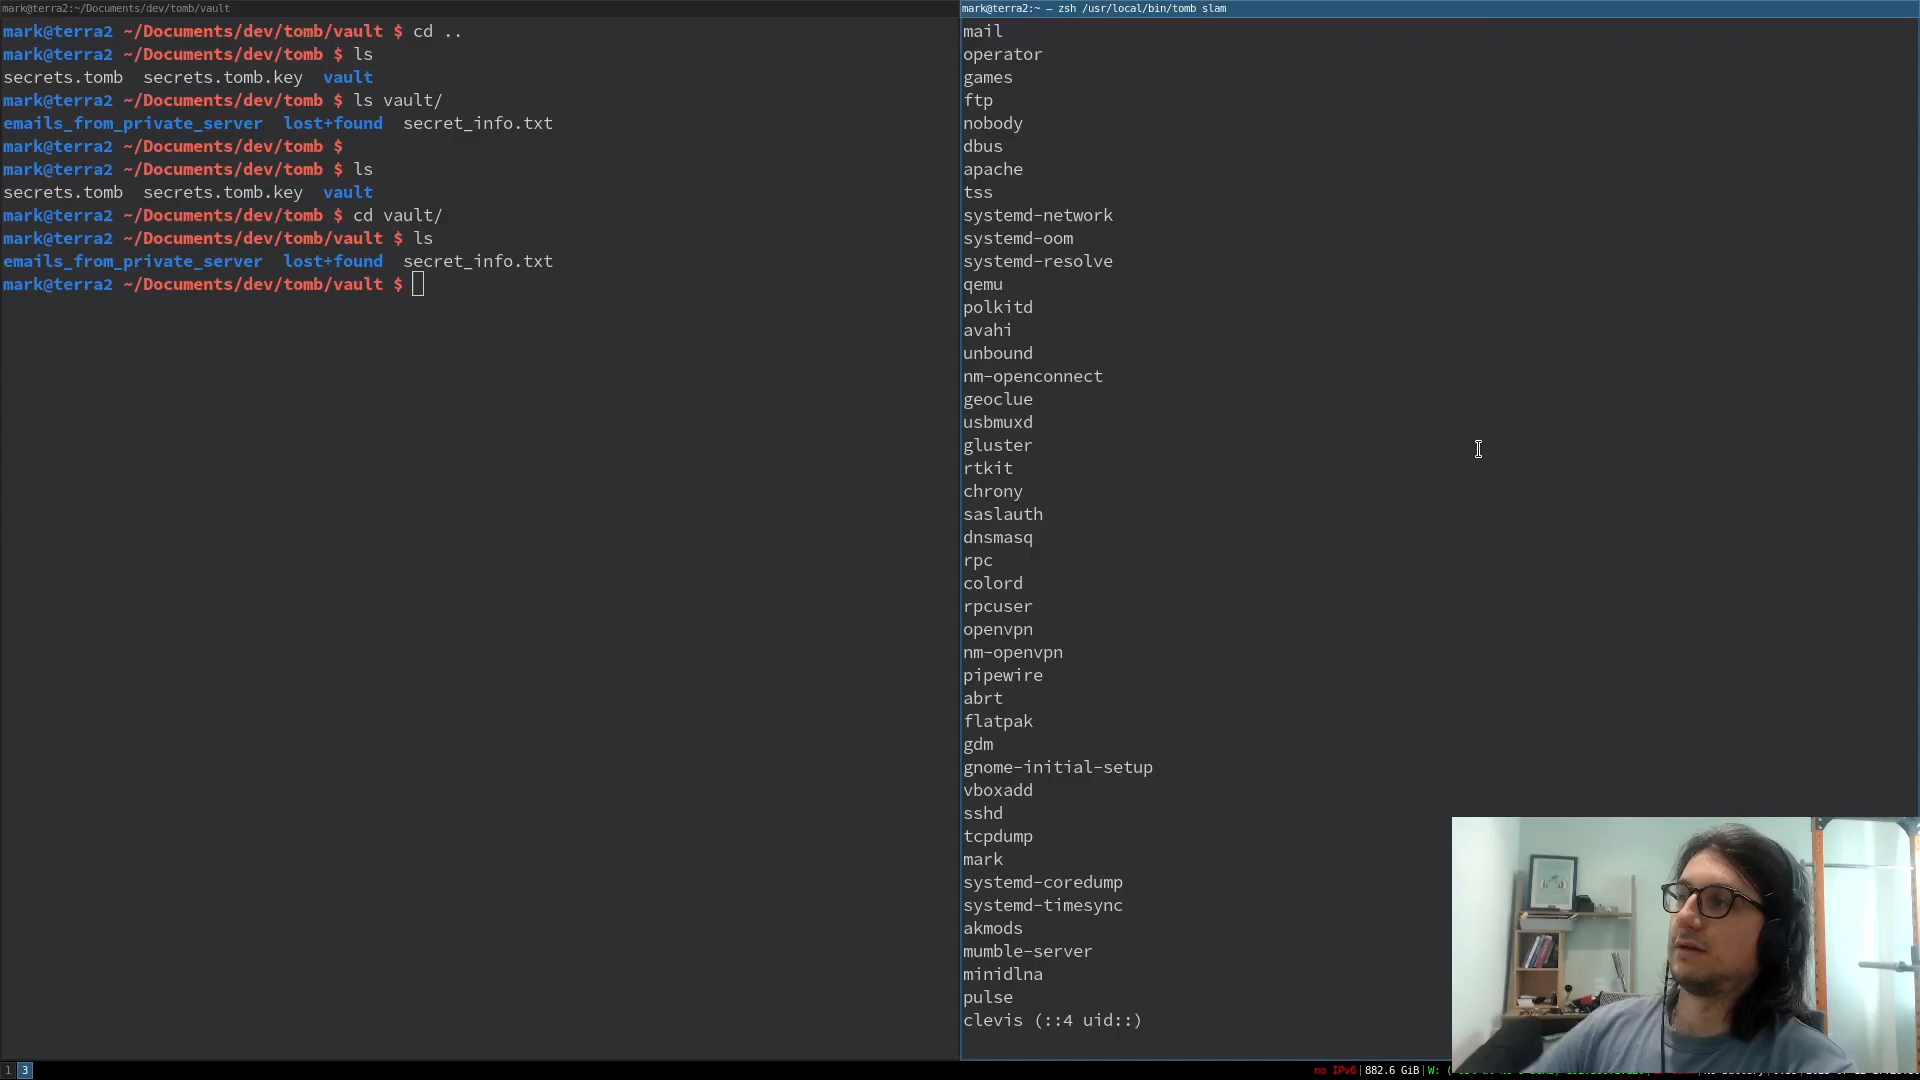 mark@terra2:~/Documents/dev/tomb/vault
mark@terra2 ~/Documents/dev/tomb/vault $ cd ..
mark@terra2 ~/Documents/dev/tomb $ ls
secrets.tomb  secrets.tomb.key  vault
mark@terra2 ~/Documents/dev/tomb $ ls vault/
emails_from_private_server  lost+found  secret_info.txt
mark@terra2 ~/Documents/dev/tomb $
mark@terra2 ~/Documents/dev/tomb $ ls
secrets.tomb  secrets.tomb.key  vault
mark@terra2 ~/Documents/dev/tomb $ cd vault/
mark@terra2 ~/Documents/dev/tomb/vault $ ls
emails_from_private_server  lost+found  secret_info.txt
mark@terra2 ~/Documents/dev/tomb/vault $
mark@terra2:~ — zsh /usr/local/bin/tomb slam
mail
operator
games
ftp
nobody
dbus
apache
tss
systemd-network
systemd-oom
systemd-resolve
qemu
polkitd
avahi
unbound
nm-openconnect
geoclue
usbmuxd
gluster
rtkit
chrony
saslauth
dnsmasq
rpc
colord
rpcuser
openvpn
nm-openvpn
pipewire
abrt
flatpak
gdm
gnome-initial-setup
vboxadd
sshd
tcpdump
mark
systemd-coredump
systemd-timesync
akmods
mumble-server
minidlna
pulse
clevis (::4 uid::)
1 3
no IPv6|882.6 GiB|W: (